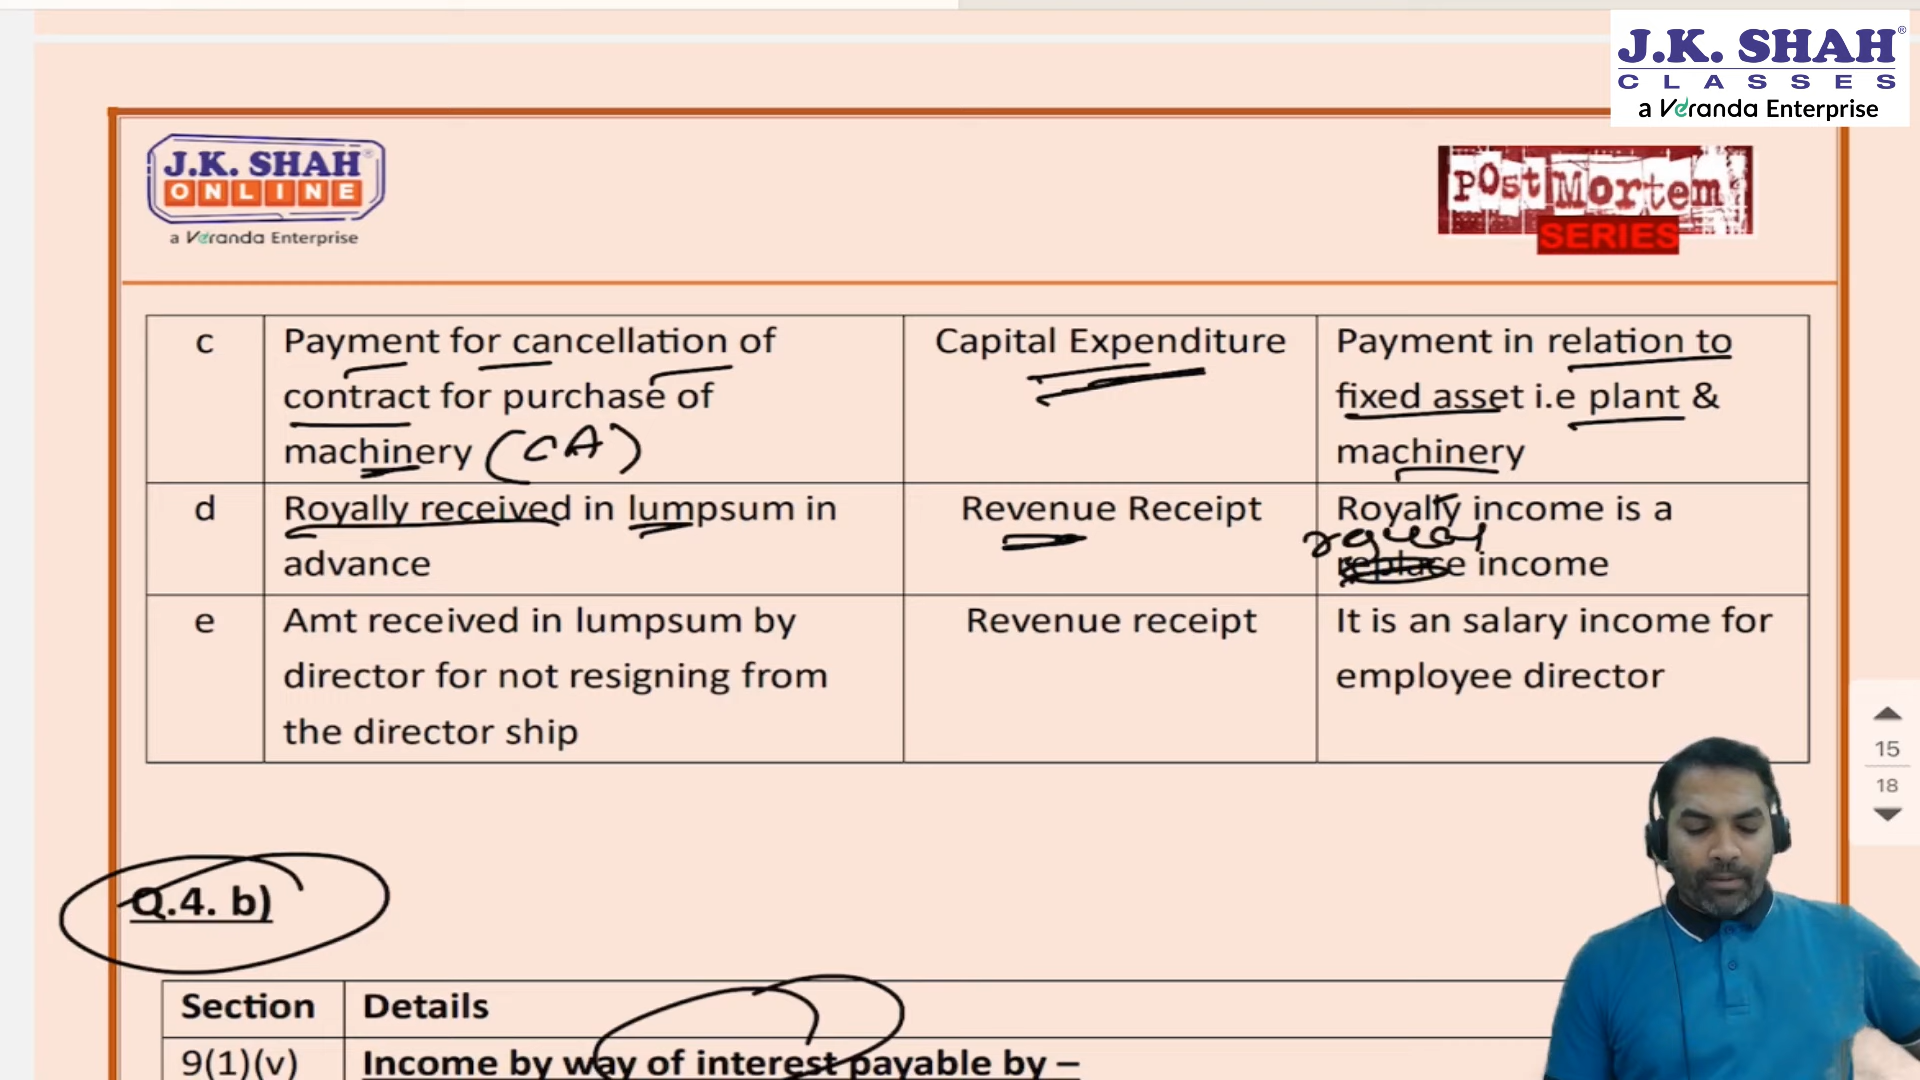 J.K. SHAH®
CLASSES
a Veranda Enterprise
J.K. SHAH®
ONLINE
a Veranda Enterprise
Post Mortem
SERIES
c Payment for cancellation of Capital Expenditure Payment in relation to
contract for purchase of fixed asset i.e plant &
machinery (CA) machinery
d Royally received in lumpsum in Revenue Receipt Royalty income is a
advance income
e Amt received in lumpsum by Revenue receipt It is an salary income for
director for not resigning from employee director
the director ship
15
18
Q.4. b)
Section Details
9(1)(v) Income by way of interest payable by –